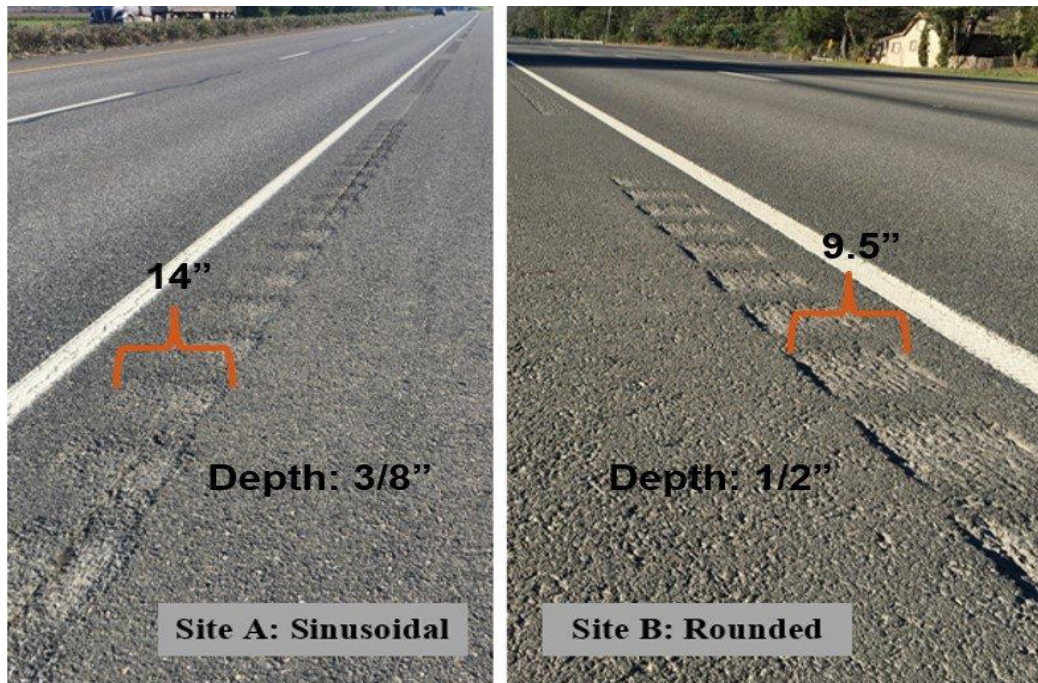 14”
Depth: 3/8”
Site A: Sinusoidal
9.5”
Depth: 1/2”
Site B: Rounded